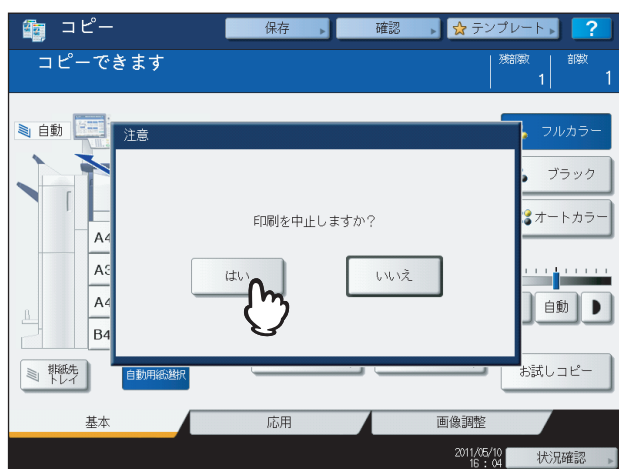 コピー
保存
確認
テンプレート
?
コピーできます
残部数
1
部数
1
自動
注意
フルカラー
印刷を中止しますか?
ブラック
オートカラー
はい
いいえ
A4
A3
A4
B4
自動
排紙先
トレイ
自動用紙選択
お試しコピー
基本
応用
画像調整
2011/05/10
16:04
状況確認